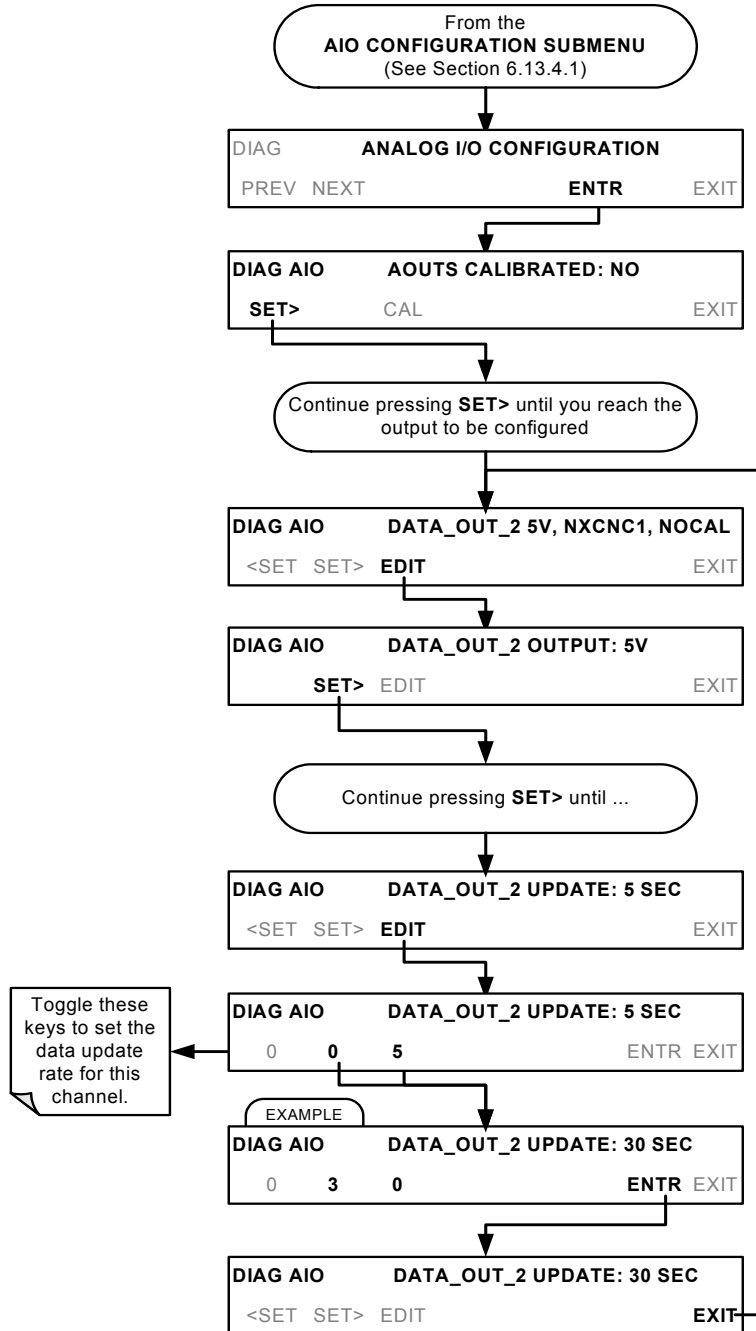 From the
AIO CONFIGURATION SUBMENU
(See Section 6.13.4.1)
DIAG ANALOG I/O CONFIGURATION
PREV NEXT ENTR EXIT
DIAG AIO AOUTS CALIBRATED: NO
SET> CAL EXIT
Continue pressing SET> until you reach the
output to be configured
DIAG AIO DATA_OUT_2 5V, NXCNC1, NOCAL
<SET SET> EDIT EXIT
DIAG AIO DATA_OUT_2 OUTPUT: 5V
SET> EDIT EXIT
Continue pressing SET> until ...
DIAG AIO DATA_OUT_2 UPDATE: 5 SEC
<SET SET> EDIT EXIT
Toggle these
keys to set the
data update
rate for this
channel.
DIAG AIO DATA_OUT_2 UPDATE: 5 SEC
0 0 5 ENTR EXIT
EXAMPLE
DIAG AIO DATA_OUT_2 UPDATE: 30 SEC
0 3 0 ENTR EXIT
DIAG AIO DATA_OUT_2 UPDATE: 30 SEC
<SET SET> EDIT EXIT